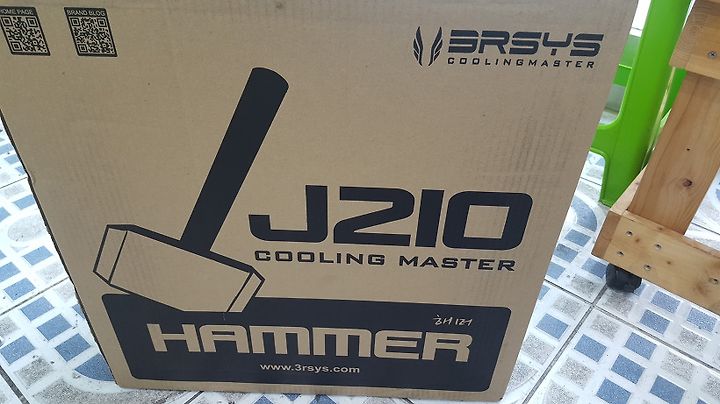 HOME PAGE
BRAND BLOG
3RSYS
COOLINGMASTER
J210
COOLING MASTER
해머
HAMMER
www.3rsys.com